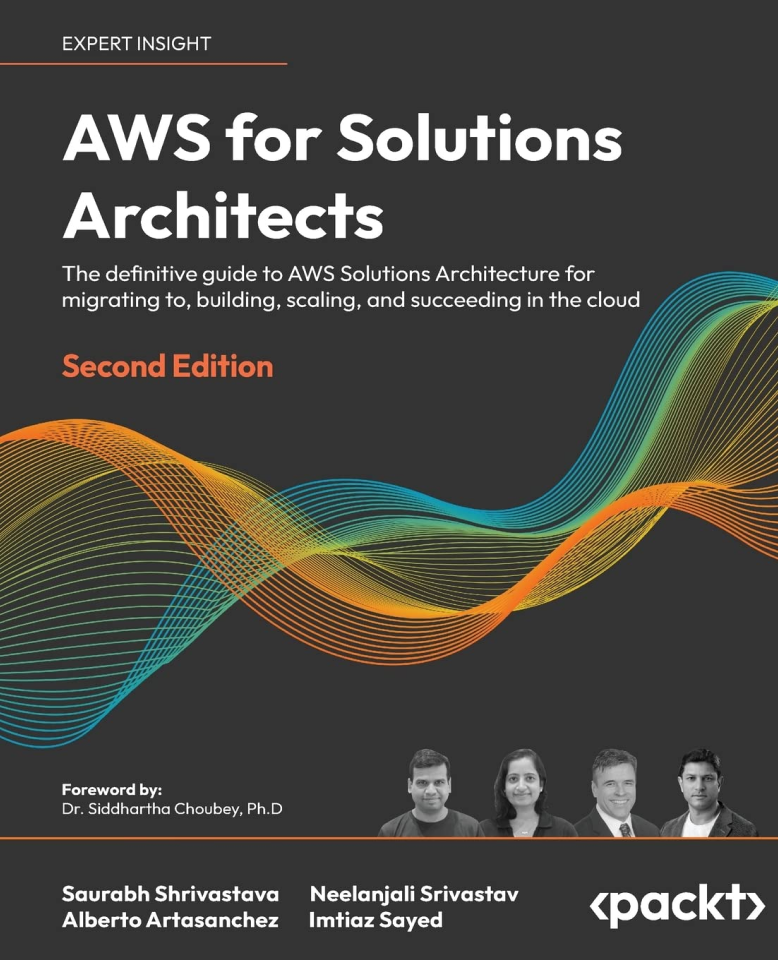 EXPERT INSIGHT
AWS for Solutions
Architects
The definitive guide to AWS Solutions Architecture for
migrating to, building, scaling, and succeeding in the cloud
Second Edition
Foreword by:
Dr. Siddhartha Choubey, Ph.D
Saurabh Shrivastava Neelanjali Srivastav
Alberto Artasanchez Imtiaz Sayed
<packt>